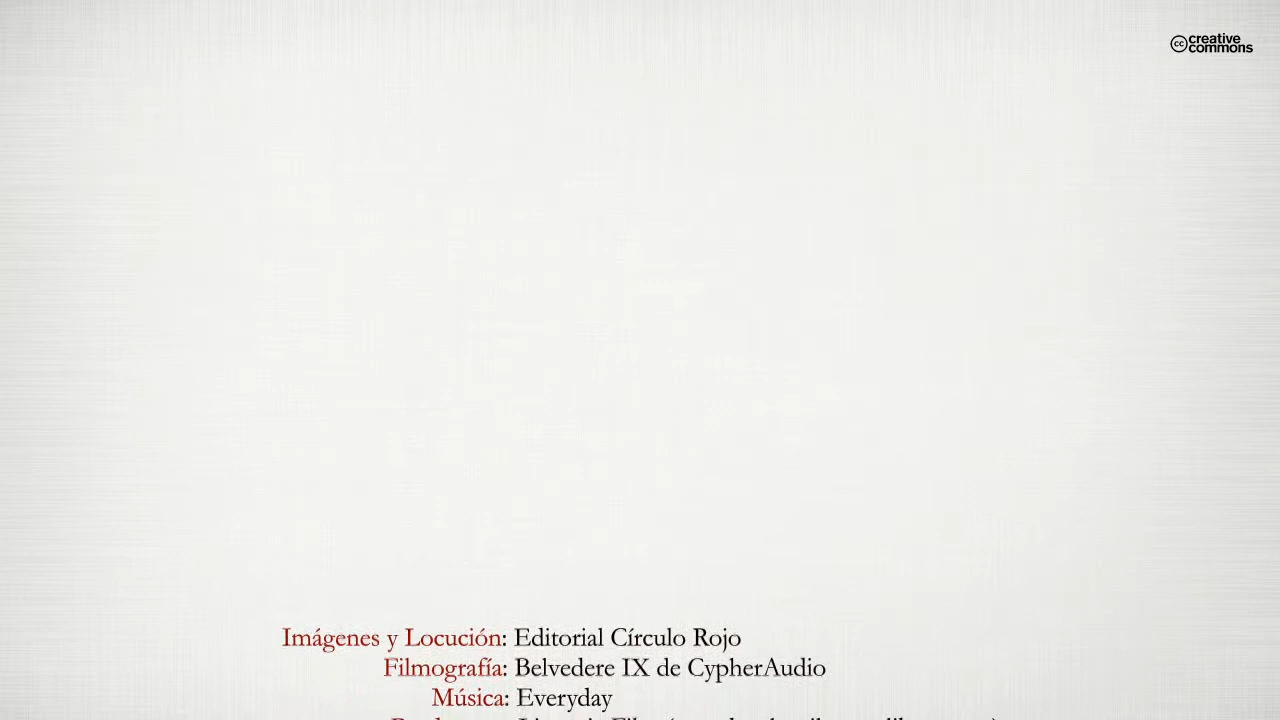 creative
commons
Imágenes y Locución: Editorial Círculo Rojo
Filmografía: Belvedere IX de CypherAudio
Música: Everyday